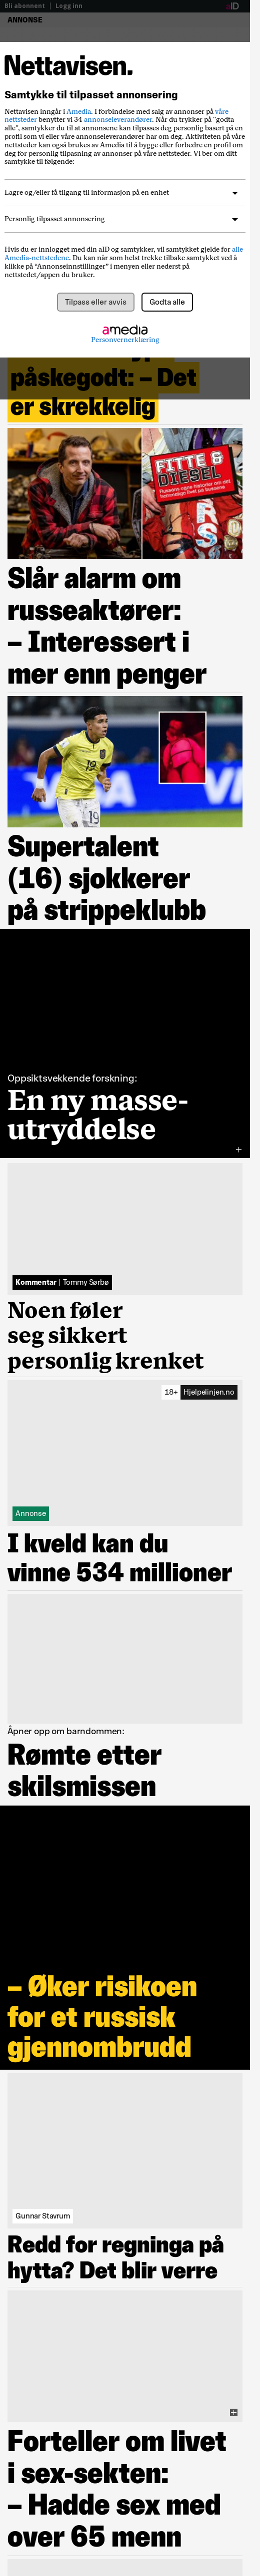 Bli abonnent | Logg inn
aID
ANNONSE
Nettavisen.
Samtykke til tilpasset annonsering
Nettavisen inngår i Amedia. I forbindelse med salg av annonser på våre
nettsteder benytter vi 34 annonseleverandører. Når du trykker på "godta
alle", samtykker du til at annonsene kan tilpasses deg personlig basert på en
profil som vi eller våre annonseleverandører har om deg. Aktiviteten på våre
nettsteder kan også brukes av Amedia til å bygge eller forbedre en profil om
deg for personlig tilpasning av annonser på våre nettsteder. Vi ber om ditt
samtykke til følgende:
Lagre og/eller få tilgang til informasjon på en enhet
Personlig tilpasset annonsering
Hvis du er innlogget med din aID og samtykker, vil samtykket gjelde for alle
Amedia-nettstedene. Du kan når som helst trekke tilbake samtykket ved å
klikke på “Annonseinnstillinger” i menyen eller nederst på
nettstedet/appen du bruker.
Tilpass eller avvis
Godta alle
amedia
Personvernerklæring
påskegodt: – Det
er skrekkelig
FITTE &
DIESEL
Slår alarm om
russeaktører:
– Interessert i
mer enn penger
Supertalent
(16) sjokkerer
på strippeklubb
Oppsiktsvekkende forskning:
En ny masse-
utryddelse
Kommentar | Tommy Sørbø
Noen føler
seg sikkert
personlig krenket
18+ Hjelpelinjen.no
Annonse
I kveld kan du
vinne 534 millioner
Åpner opp om barndommen:
Rømte etter
skilsmissen
– Øker risikoen
for et russisk
gjennombrudd
Gunnar Stavrum
Redd for regninga på
hytta? Det blir verre
Forteller om livet
i sex-sekten:
– Hadde sex med
over 65 menn